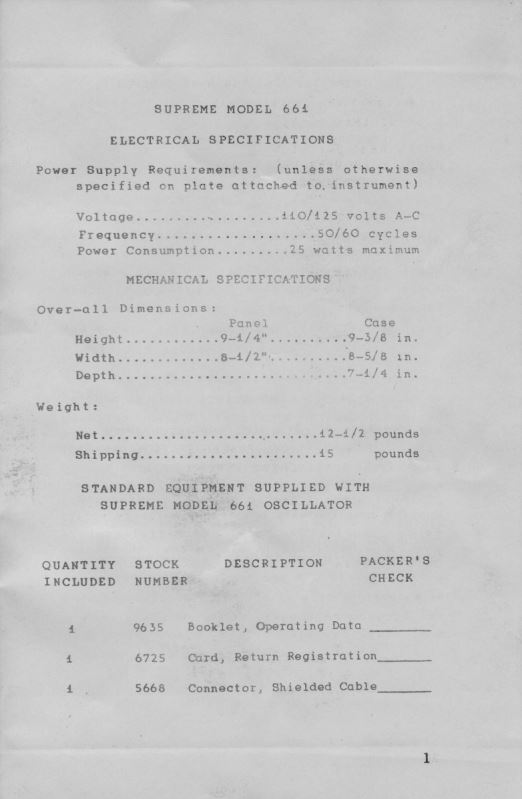 SUPREME MODEL 661
ELECTRICAL SPECIFICATIONS
Power Supply Requirements: (unless otherwise
specified on plate attached to instrument)
Voltage..................110/125 volts A-C
Frequency....................50/60 cycles
Power Consumption.........25 watts maximum
MECHANICAL SPECIFICATIONS
Over-all Dimensions:
Panel Case
Height............9-1/4"..........9-3/8 in.
Width.............8-1/2"..........8-5/8 in.
Depth.............................7-1/4 in.
Weight:
Net...........................12-1/2 pounds
Shipping......................15 pounds
STANDARD EQUIPMENT SUPPLIED WITH
SUPREME MODEL 661 OSCILLATOR
QUANTITY STOCK DESCRIPTION PACKER'S
INCLUDED NUMBER CHECK
1 9635 Booklet, Operating Data ________
1 6725 Card, Return Registration_______
1 5668 Connector, Shielded Cable_______
1